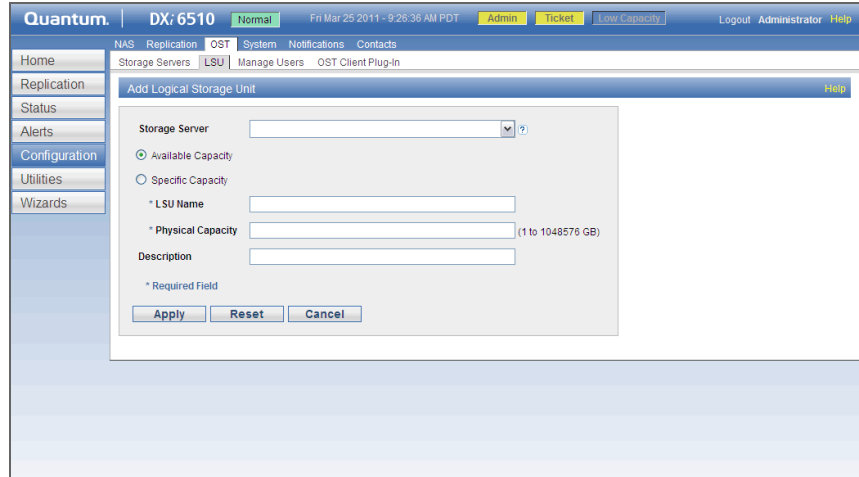 Quantum. DXi 6510 Normal Fri Mar 25 2011 - 9:26:36 AM PDT Admin Ticket Low Capacity Logout Administrator Help
NAS Replication OST System Notifications Contacts
Home
Storage Servers LSU Manage Users OST Client Plug-In
Replication
Add Logical Storage Unit Help
Status
Alerts
Configuration
Utilities
Wizards
Storage Server ?
Available Capacity
Specific Capacity
* LSU Name
* Physical Capacity (1 to 1048576 GB)
Description
* Required Field
Apply Reset Cancel